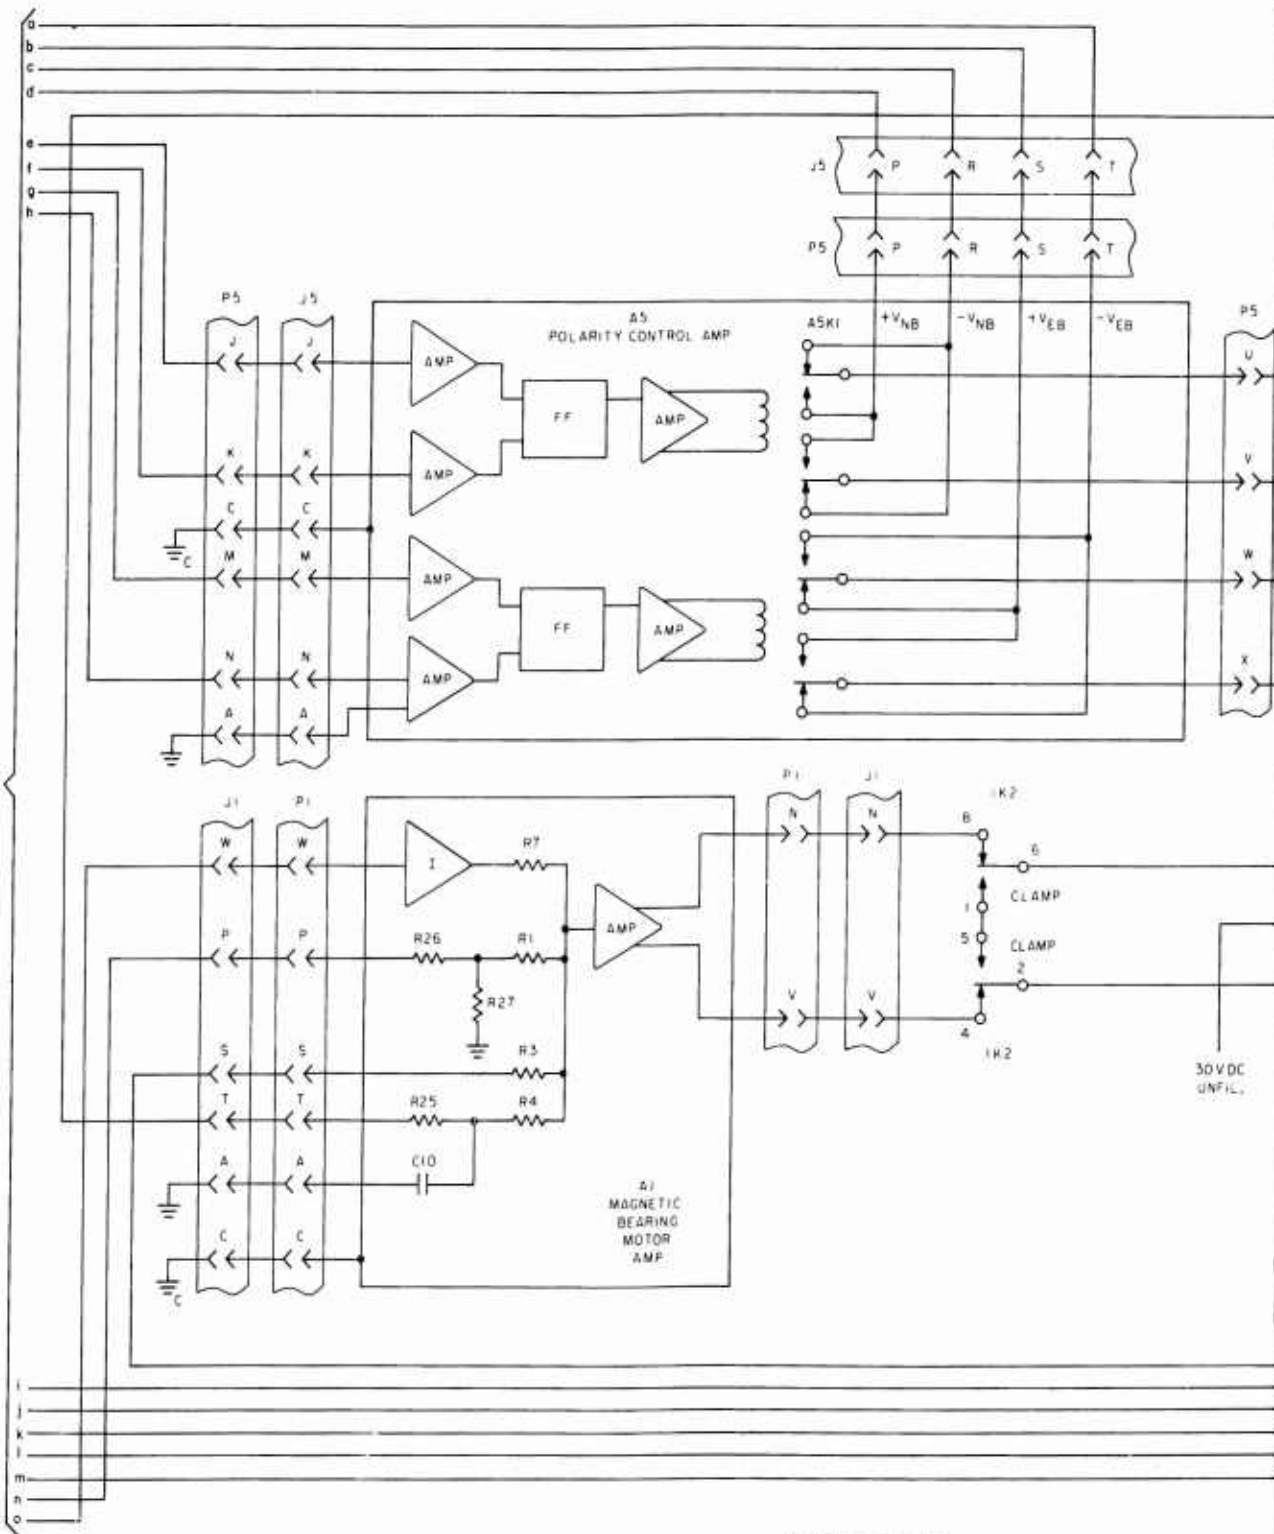 a
b
c
d
e
f
g
h
J5
P
R
S
T
P5
P
R
S
T
P5
J5
A5
POLARITY CONTROL AMP
A5K1
+VNB
-VNB
+VEB
-VEB
P5
J
J
AMP
FF
AMP
U
K
K
AMP
V
C
C
C
M
M
AMP
FF
AMP
W
N
N
AMP
X
A
A
J1
P1
P1
J1
1K2
W
W
I
R7
N
N
8
6
CLAMP
1
P
P
R26
R1
AMP
5
CLAMP
2
R27
V
V
4
1K2
S
S
R3
30VDC
UNFIL.
T
T
R25
R4
A
A
C10
A1
MAGNETIC
BEARING
MOTOR
AMP
C
C
C
i
j
k
l
m
n
o